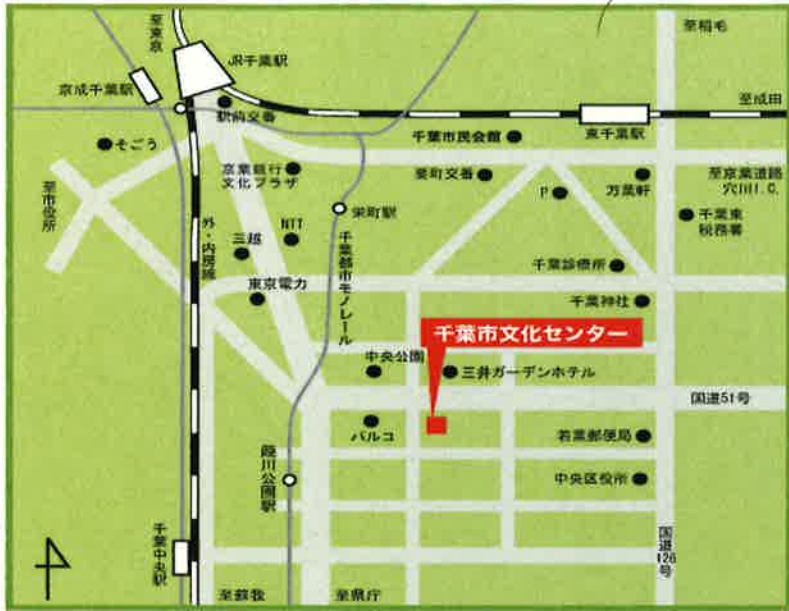 至東京
JR千葉駅
至稲毛
京成千葉駅
至成田
駅前交番
千葉市民会館
東千葉駅
そごう
京葉銀行
文化プラザ
要町交番
P
万葉軒
至京葉道路
穴川I.C.
至市役所
栄町駅
千葉東
税務署
外・内房線
NTT
三越
千葉都市モノレール
千葉診療所
東京電力
千葉神社
千葉市文化センター
中央公園
三井ガーデンホテル
国道51号
パルコ
若葉郵便局
葭川公園駅
中央区役所
千葉中央駅
国道126号
至蘇我
至県庁